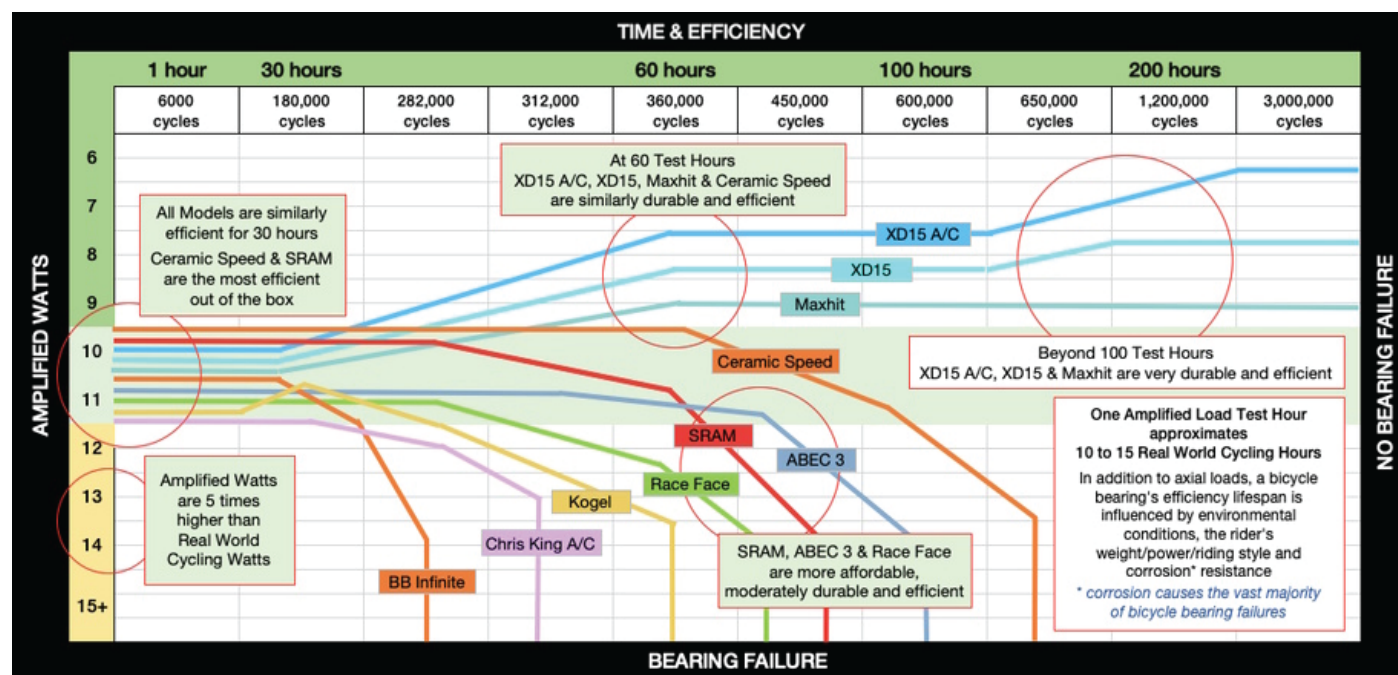 TIME & EFFICIENCY
1 hour 30 hours 60 hours 100 hours 200 hours
6000 180,000 282,000 312,000 360,000 450,000 600,000 650,000 1,200,000 3,000,000
cycles cycles cycles cycles cycles cycles cycles cycles cycles cycles
AMPLIFIED WATTS
6
7
8
9
10
11
12
13
14
15+
All Models are similarly
efficient for 30 hours
Ceramic Speed & SRAM
are the most efficient
out of the box
At 60 Test Hours
XD15 A/C, XD15, Maxhit & Ceramic Speed
are similarly durable and efficient
XD15 A/C
XD15
Maxhit
Ceramic Speed
SRAM
ABEC 3
Race Face
Kogel
Chris King A/C
BB Infinite
Beyond 100 Test Hours
XD15 A/C, XD15 & Maxhit are very durable and efficient
One Amplified Load Test Hour
approximates
10 to 15 Real World Cycling Hours
In addition to axial loads, a bicycle
bearing's efficiency lifespan is
influenced by environmental
conditions, the rider's
weight/power/riding style and
corrosion* resistance
* corrosion causes the vast majority
of bicycle bearing failures
Amplified Watts
are 5 times
higher than
Real World
Cycling Watts
SRAM, ABEC 3 & Race Face
are more affordable,
moderately durable and efficient
NO BEARING FAILURE
BEARING FAILURE